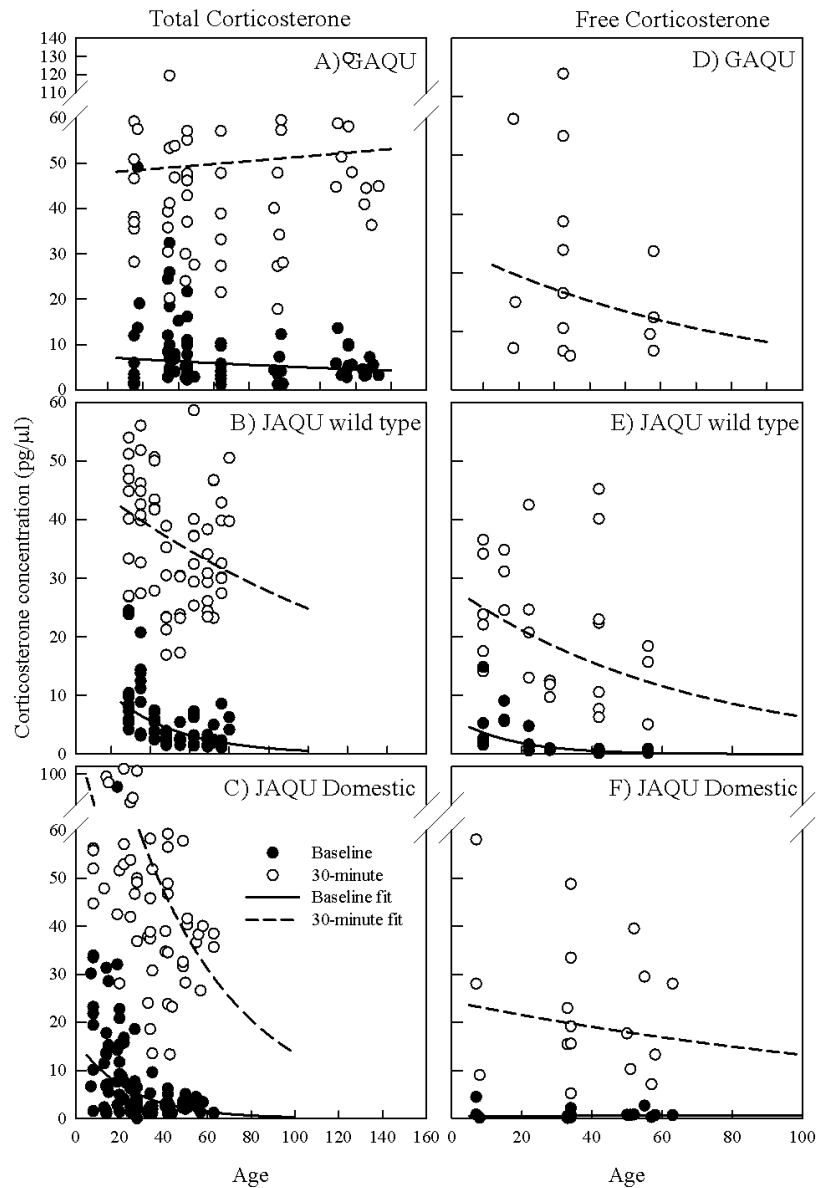 Total Corticosterone
Free Corticosterone
Corticosterone concentration (pg/µl)
A) GAQU
140
130
120
110
60
50
40
30
20
10
0
D) GAQU
B) JAQU wild type
60
50
40
30
20
10
0
E) JAQU wild type
C) JAQU Domestic
100
60
50
40
30
20
10
0
Baseline
30-minute
Baseline fit
30-minute fit
F) JAQU Domestic
0 20 40 60 80 100 120 140 160
0 20 40 60 80 100
Age
Age